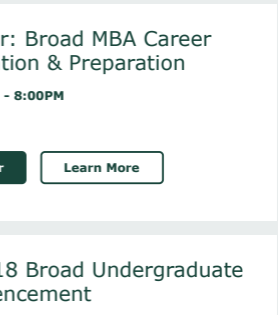 r: Broad MBA Career
tion & Preparation
- 8:00PM
r
Learn More
18 Broad Undergraduate
encement